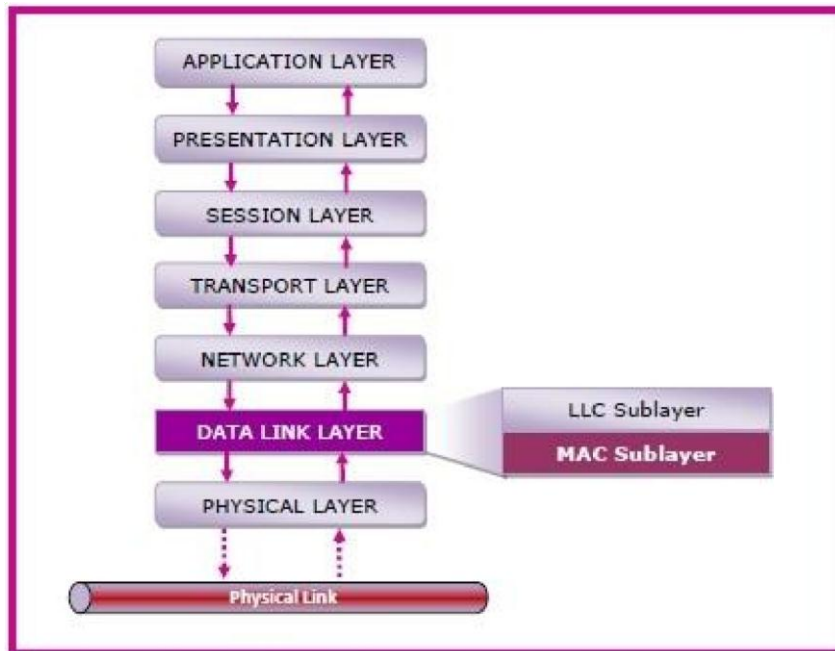 APPLICATION LAYER
PRESENTATION LAYER
SESSION LAYER
TRANSPORT LAYER
NETWORK LAYER
DATA LINK LAYER
LLC Sublayer
MAC Sublayer
PHYSICAL LAYER
Physical Link